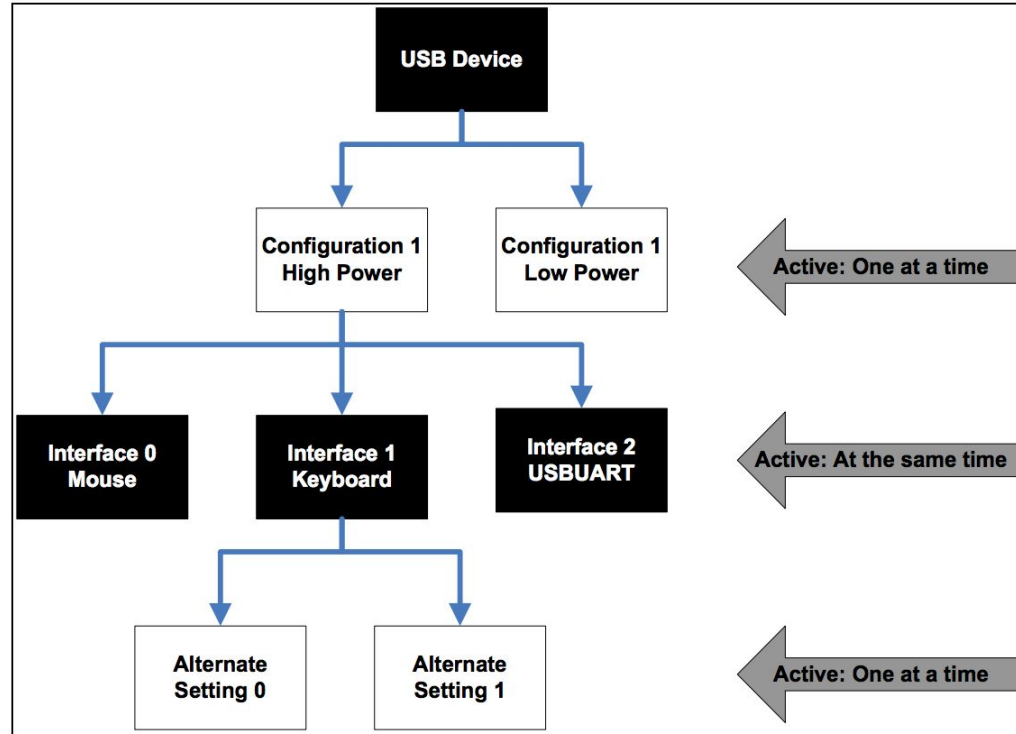 USB Device
Configuration 1
High Power
Configuration 1
Low Power
Active: One at a time
Interface 0
Mouse
Interface 1
Keyboard
Interface 2
USBUART
Active: At the same time
Alternate
Setting 0
Alternate
Setting 1
Active: One at a time